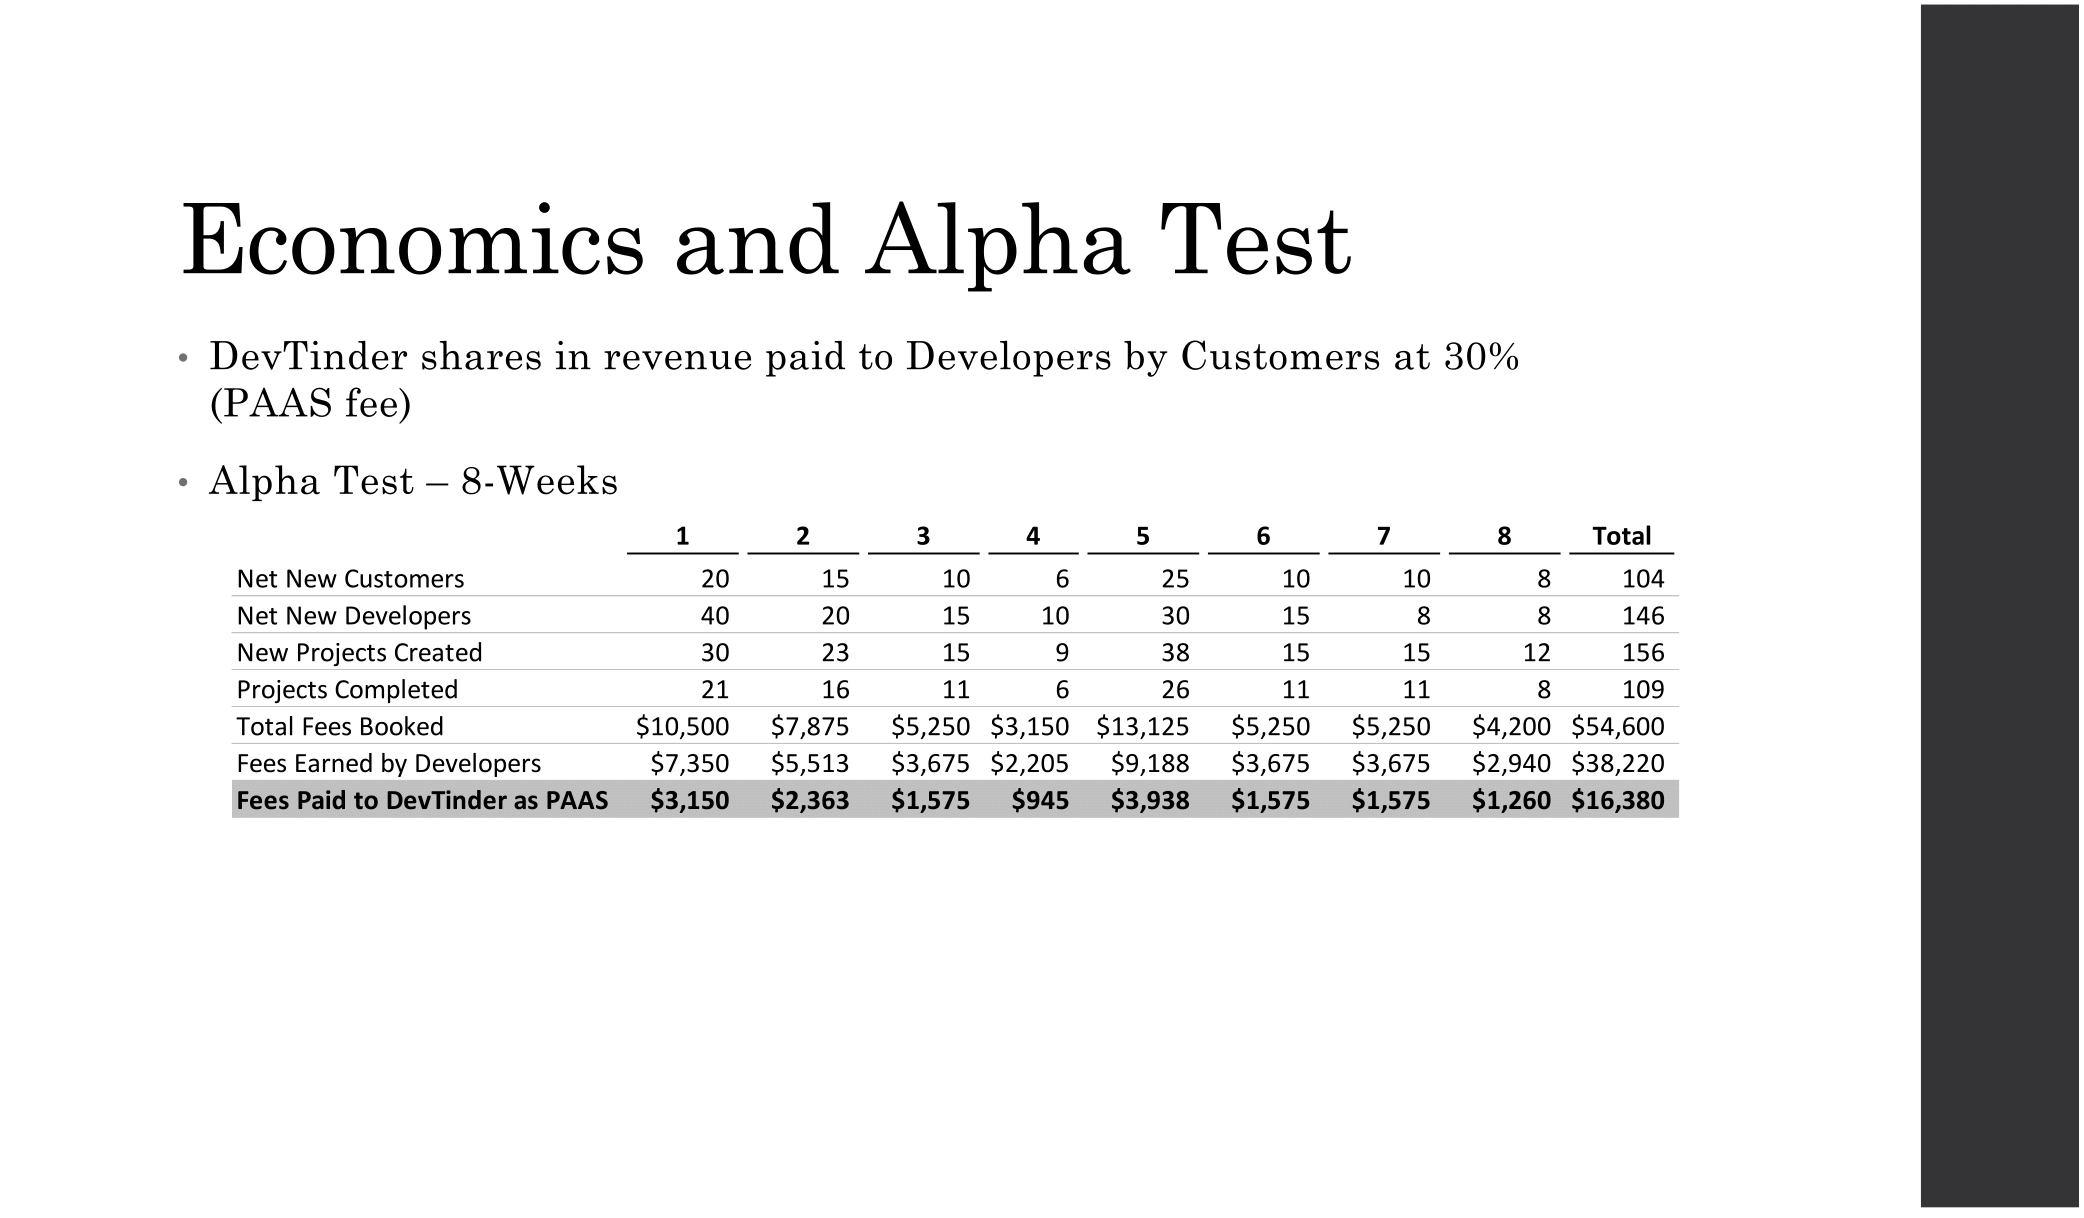 Economics and Alpha Test
• DevTinder shares in revenue paid to Developers by Customers at 30%
(PAAS fee)
• Alpha Test – 8-Weeks
1 2 3 4 5 6 7 8 Total
Net New Customers 20 15 10 6 25 10 10 8 104
Net New Developers 40 20 15 10 30 15 8 8 146
New Projects Created 30 23 15 9 38 15 15 12 156
Projects Completed 21 16 11 6 26 11 11 8 109
Total Fees Booked $10,500 $7,875 $5,250 $3,150 $13,125 $5,250 $5,250 $4,200 $54,600
Fees Earned by Developers $7,350 $5,513 $3,675 $2,205 $9,188 $3,675 $3,675 $2,940 $38,220
Fees Paid to DevTinder as PAAS $3,150 $2,363 $1,575 $945 $3,938 $1,575 $1,575 $1,260 $16,380